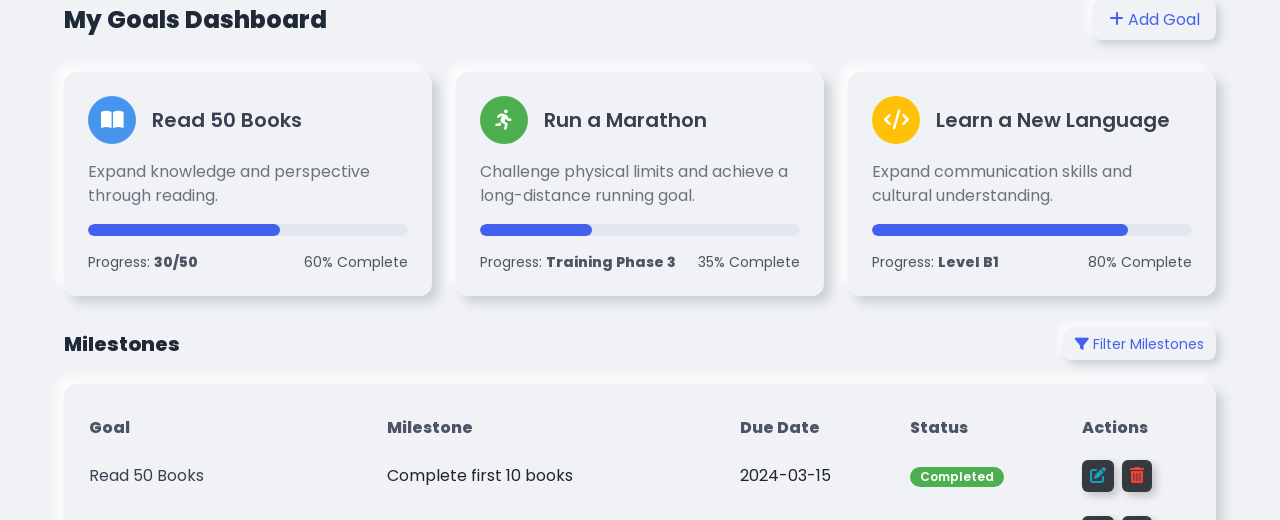 My Goals Dashboard
Add Goal
Read 50 Books
Expand knowledge and perspective
through reading.
Progress: 30/50
60% Complete
Run a Marathon
Challenge physical limits and achieve a
long-distance running goal.
Progress: Training Phase 3
35% Complete
Learn a New Language
Expand communication skills and
cultural understanding.
Progress: Level B1
80% Complete
Milestones
Filter Milestones
Goal Milestone Due Date Status Actions
Read 50 Books Complete first 10 books 2024-03-15 Completed